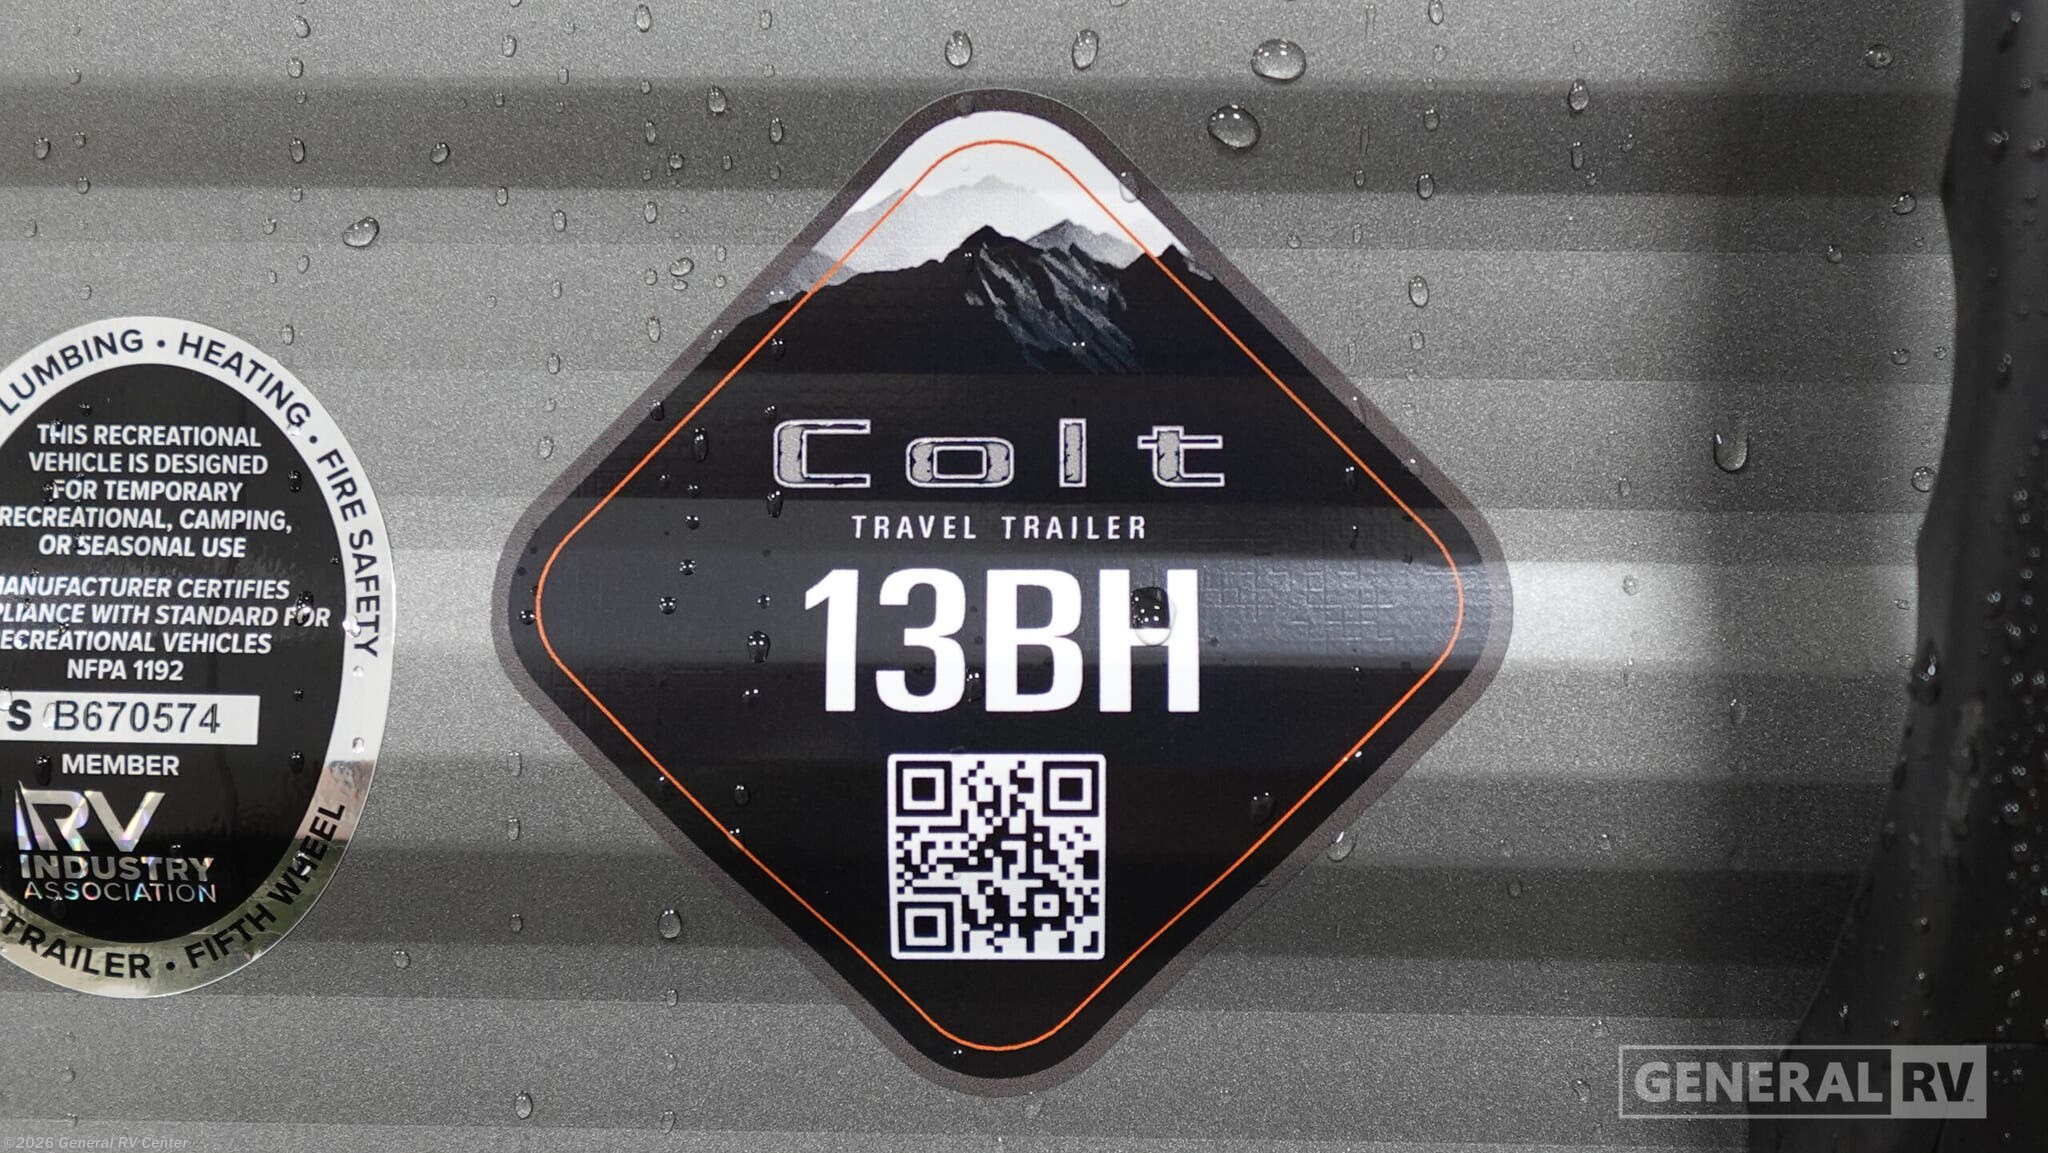 LUMBING • HEATING • FIRE SAFETY
THIS RECREATIONAL
VEHICLE IS DESIGNED
FOR TEMPORARY
RECREATIONAL, CAMPING,
OR SEASONAL USE
MANUFACTURER CERTIFIES
PLIANCE WITH STANDARD FOR
RECREATIONAL VEHICLES
NFPA 1192
S B670574
MEMBER
RV
INDUSTRY
ASSOCIATION
TRAILER • FIFTH WHEEL
Colt
TRAVEL TRAILER
13BH
GENERAL RV
©2026 General RV Center